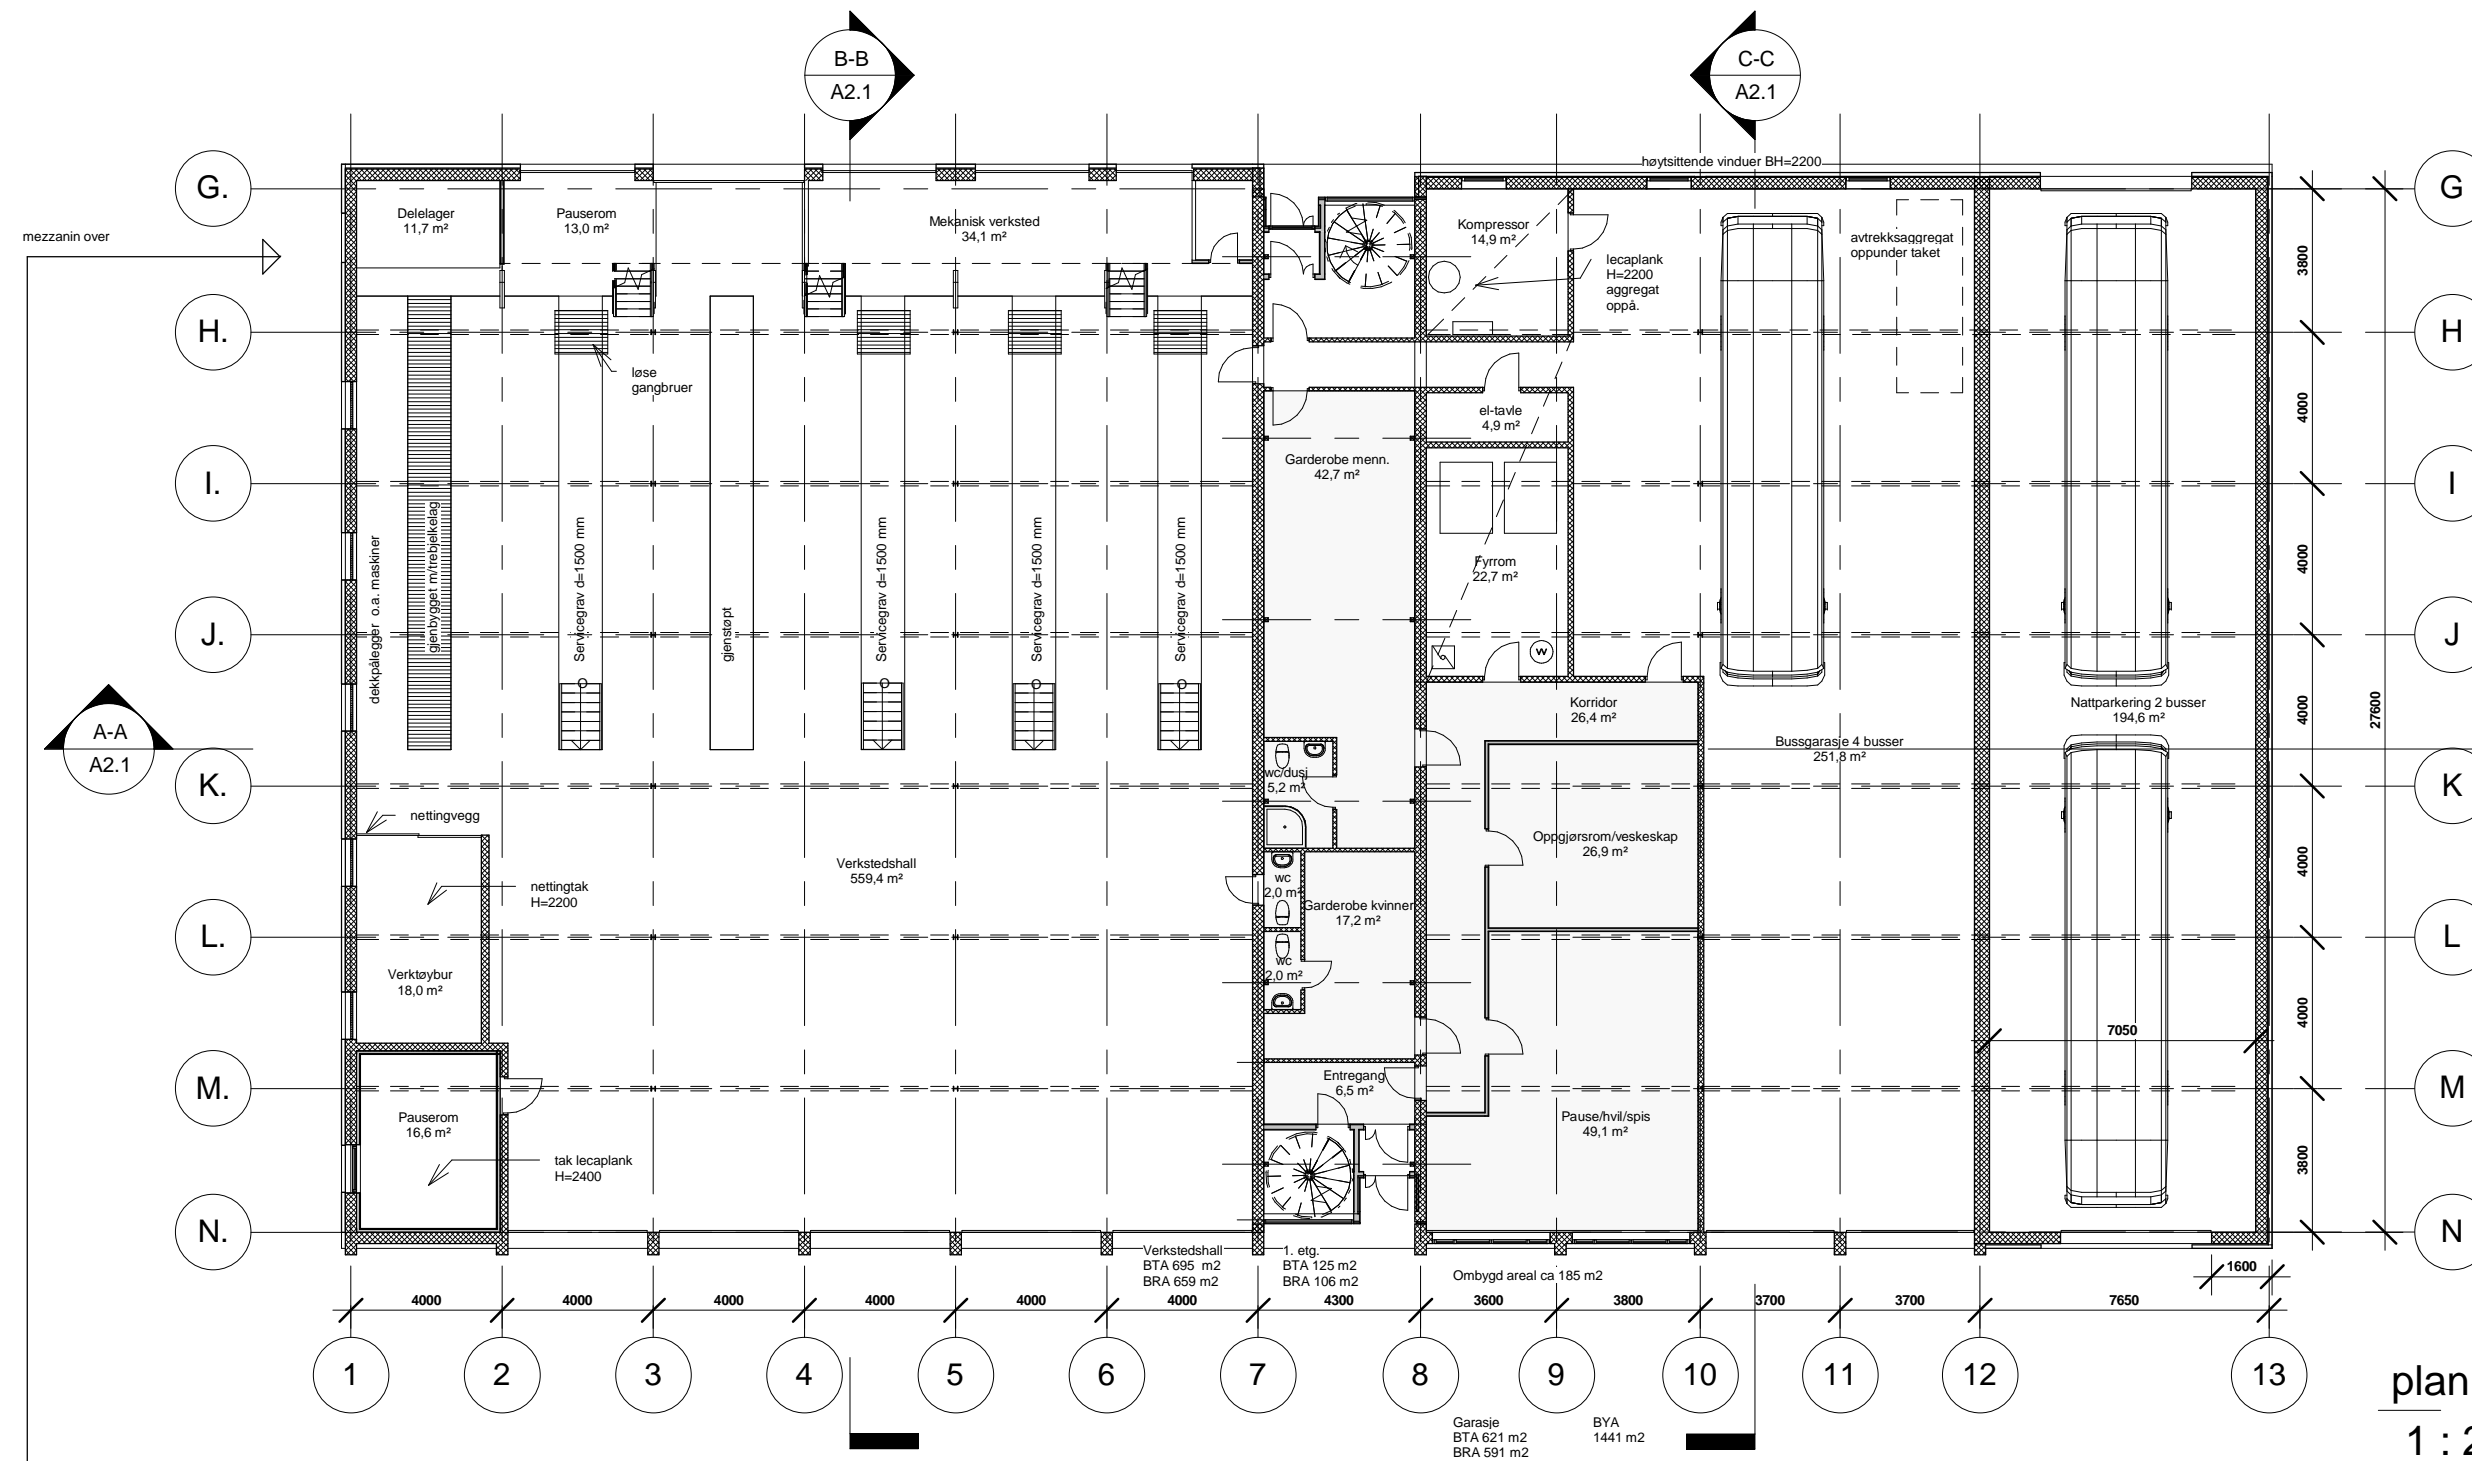 B-B
A2.1
C-C
A2.1
høytsittende vinduer BH=2200
G.
G
Delelager
11,7 m²
Pauserom
13,0 m²
Mekanisk verksted
34,1 m²
Kompressor
14,9 m²
avtrekksaggregat
oppunder taket
mezzanin over
lecaplank
H=2200
aggregat
oppå.
3800
H.
H
løse
gangbruer
4000
el-tavle
4,9 m²
Garderobe menn.
42,7 m²
I.
I
dekkpålegger o.a. maskiner
gjenbygget m/trebjelkelag
Servicegrav d=1500 mm
gjenstøpt
Servicegrav d=1500 mm
Servicegrav d=1500 mm
Servicegrav d=1500 mm
Fyrrom
22,7 m²
4000
J.
J
W
Korridor
26,4 m²
Nattparkering 2 busser
194,6 m²
4000
27600
A-A
A2.1
Bussgarasje 4 busser
251,8 m²
wc/dusj
5,2 m²
K.
K
nettingvegg
Oppgjørsrom/veskeskap
26,9 m²
4000
Verkstedshall
559,4 m²
nettingtak
H=2200
wc
2,0 m²
Garderobe kvinner
17,2 m²
L.
L
wc
2,0 m²
Verktøybur
18,0 m²
4000
7050
M.
M
Entregang
6,5 m²
Pauserom
16,6 m²
Pause/hvil/spis
49,1 m²
tak lecaplank
H=2400
3800
N.
N
Verkstedshall
BTA 695 m2
BRA 659 m2
1. etg.
BTA 125 m2
BRA 106 m2
Ombygd areal ca 185 m2
1600
4000
4000
4000
4000
4000
4000
4300
3600
3800
3700
3700
7650
1
2
3
4
5
6
7
8
9
10
11
12
13
plan
1 : 2
Garasje
BTA 621 m2
BRA 591 m2
BYA
1441 m2